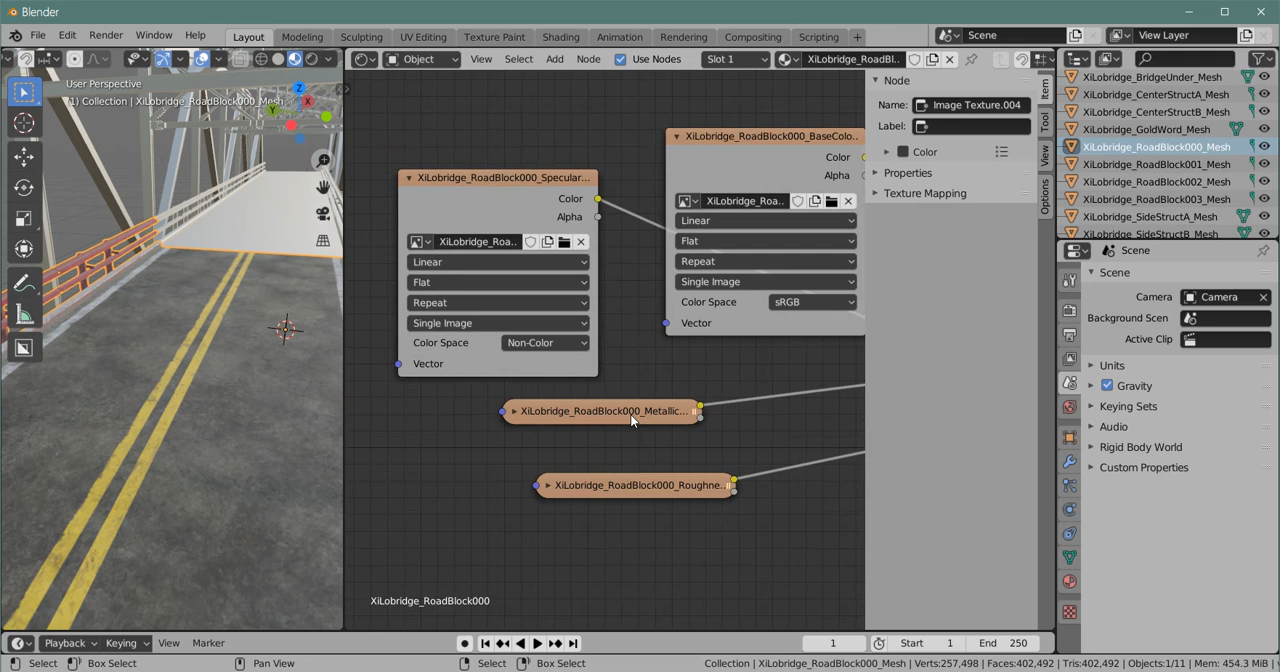 Blender
File Edit Render Window Help
Layout Modeling Sculpting UV Editing Texture Paint Shading Animation Rendering Compositing Scripting +
Scene
View Layer
Object View Select Add Node Use Nodes Slot 1 XiLobridge_RoadBl..
User Perspective
(1) Collection | XiLobridge_RoadBlock000_Mesh
Z
X
Y
XiLobridge_RoadBlock000_Specular...
Color
Alpha
XiLobridge_Roa..
Linear
Flat
Repeat
Single Image
Color Space Non-Color
Vector
XiLobridge_RoadBlock000_BaseColo..
Color
Alpha
XiLobridge_Roa..
Linear
Flat
Repeat
Single Image
Color Space sRGB
Vector
XiLobridge_RoadBlock000_Metallic...
XiLobridge_RoadBlock000_Roughne..
XiLobridge_RoadBlock000
Node
Name: Image Texture.004
Label:
Color
Properties
Texture Mapping
Item
Tool
View
Options
XiLobridge_BridgeUnder_Mesh
XiLobridge_CenterStructA_Mesh
XiLobridge_CenterStructB_Mesh
XiLobridge_GoldWord_Mesh
XiLobridge_RoadBlock000_Mesh
XiLobridge_RoadBlock001_Mesh
XiLobridge_RoadBlock002_Mesh
XiLobridge_RoadBlock003_Mesh
XiLobridge_SideStructA_Mesh
XiLobridge_SideStructB_Mesh
Scene
Scene
Camera Camera
Background Scen
Active Clip
Units
Gravity
Keying Sets
Audio
Rigid Body World
Custom Properties
Playback Keying View Marker
1
Start 1 End 250
Select Box Select Pan View Select Box Select
Collection | XiLobridge_RoadBlock000_Mesh | Verts:257,498 | Faces:402,492 | Tris:402,492 | Objects:1/11 | Mem: 454.3 MiB |